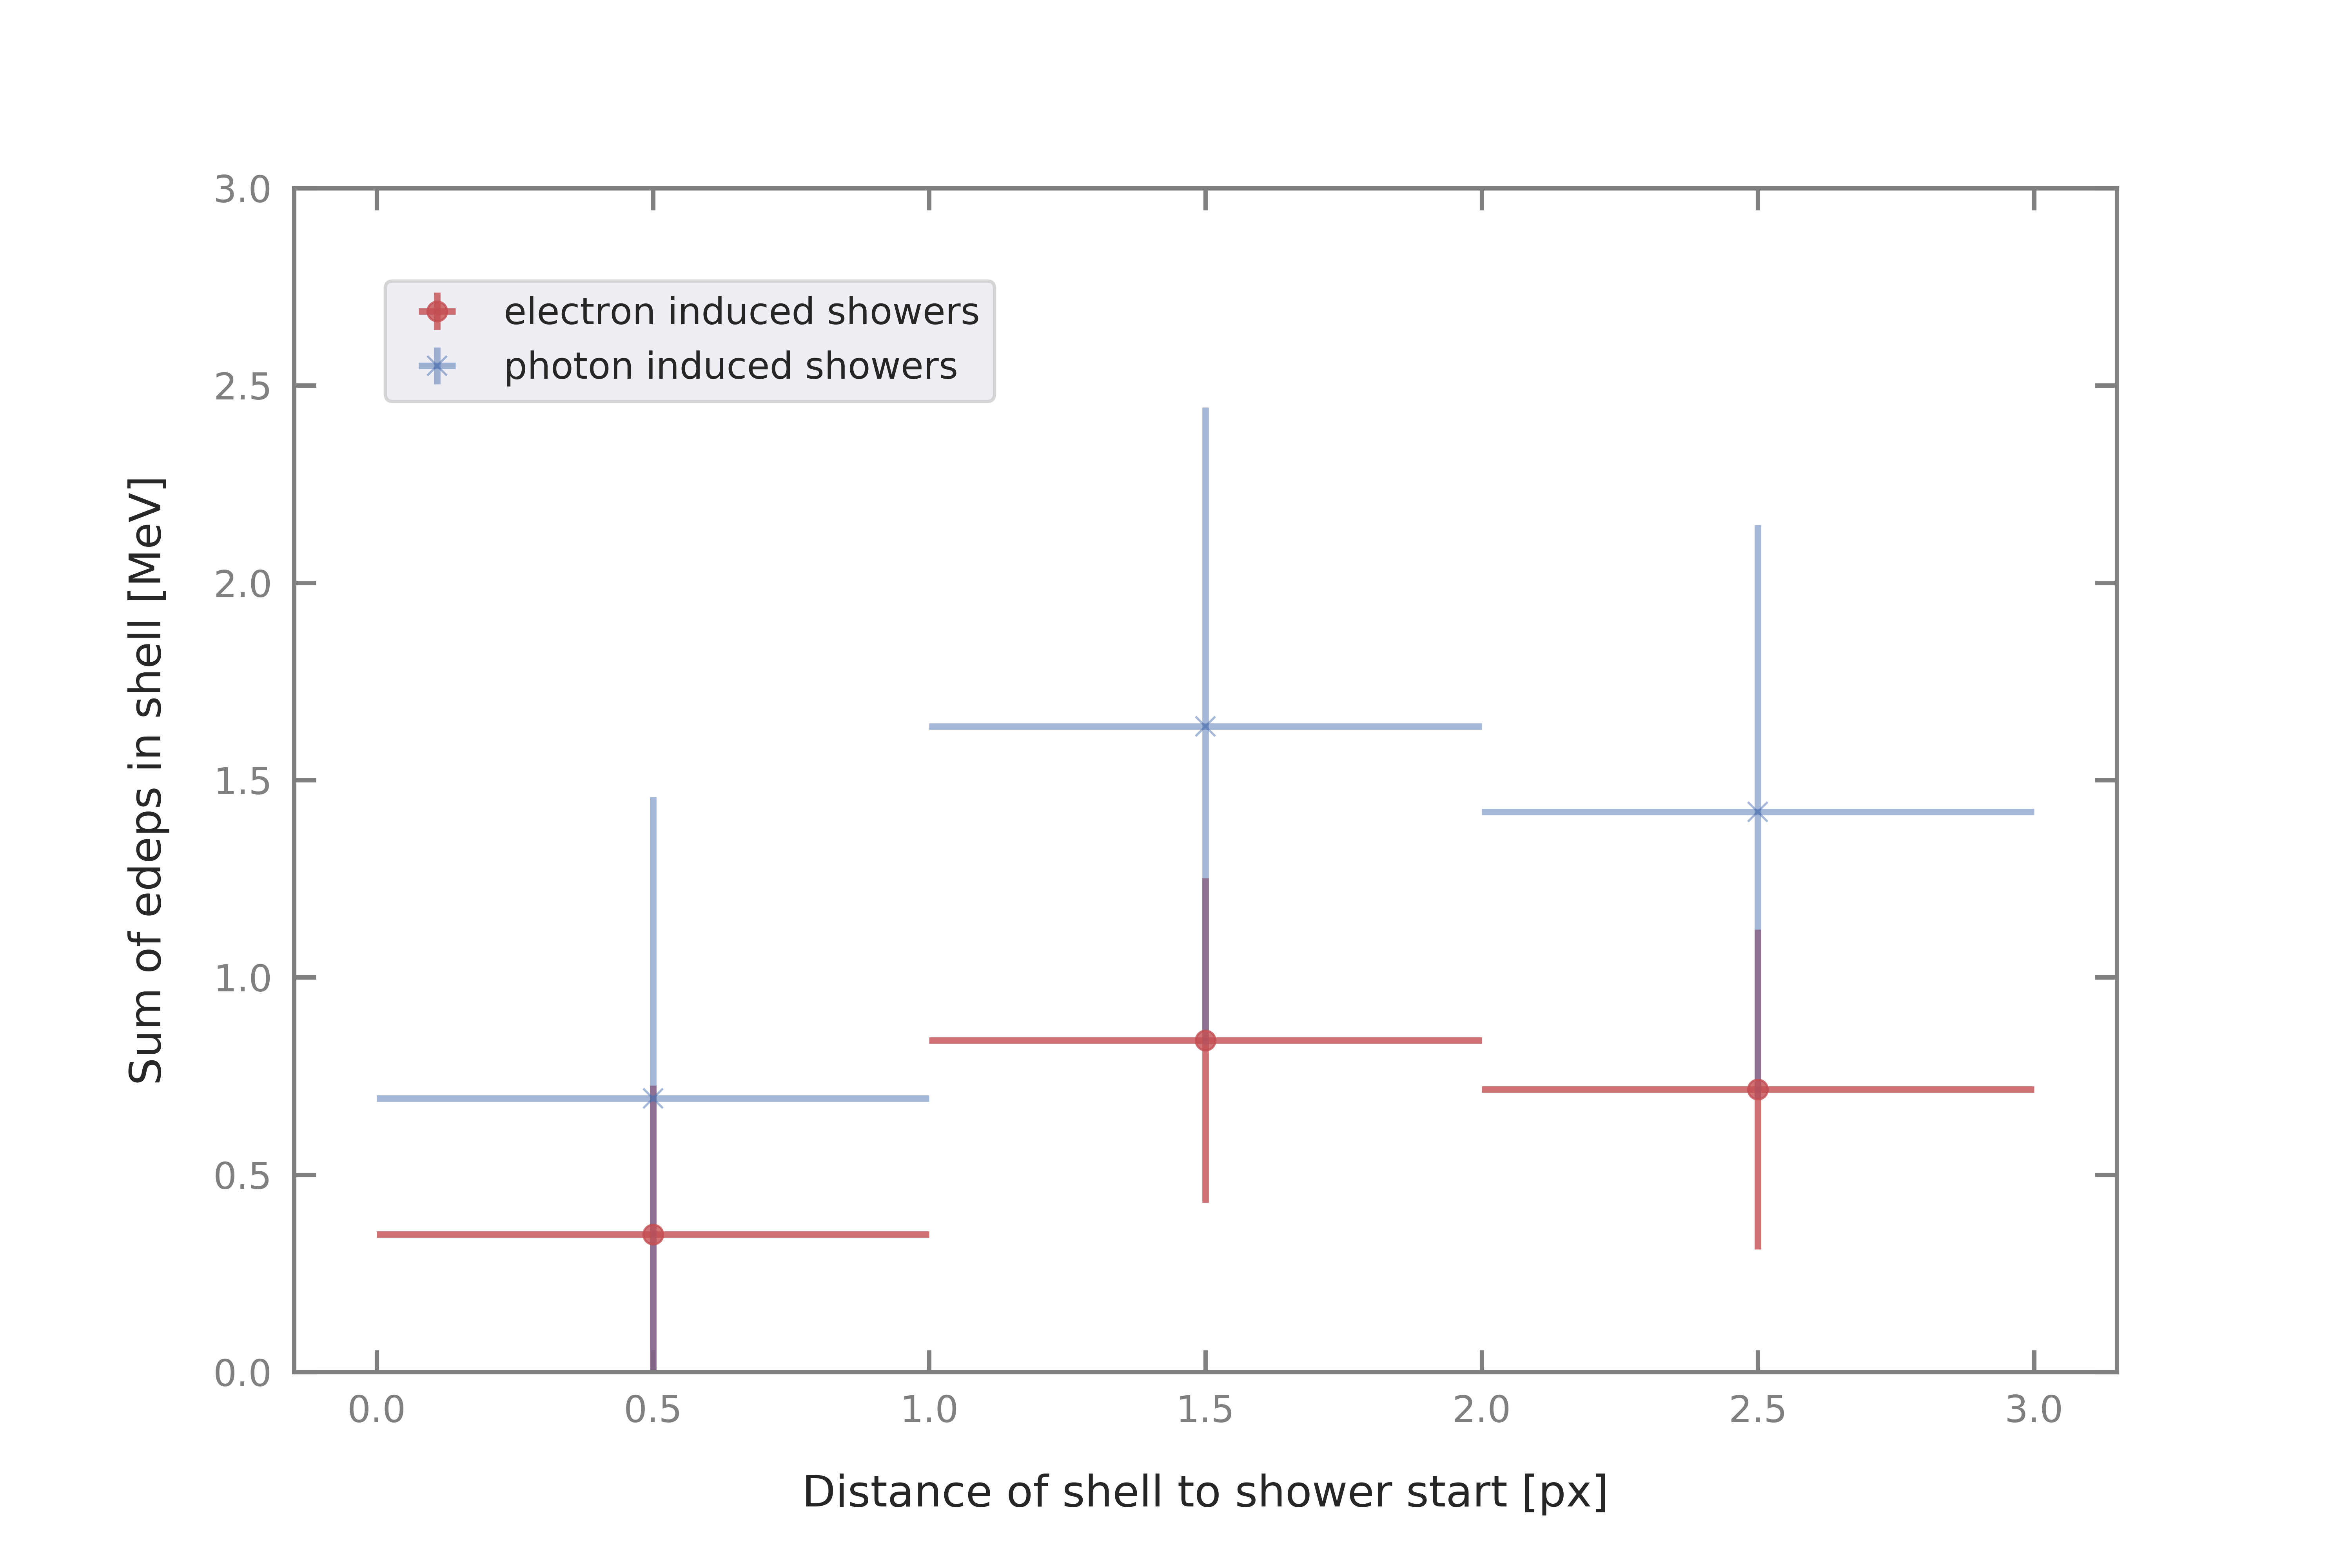 3.0
2.5
2.0
1.5
1.0
0.5
0.0
Sum of edeps in shell [MeV]
electron induced showers
photon induced showers
0.0 0.5 1.0 1.5 2.0 2.5 3.0
Distance of shell to shower start [px]